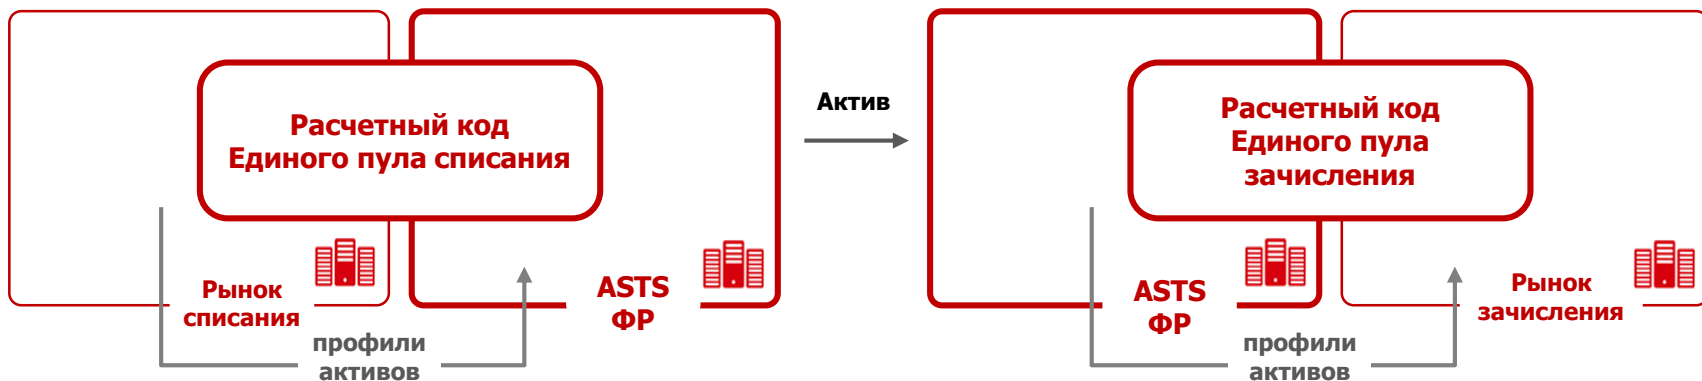 Расчетный код
Единого пула списания
Рынок
списания
ASTS
ФР
профили
активов
Актив
Расчетный код
Единого пула
зачисления
ASTS
ФР
Рынок
зачисления
профили
активов